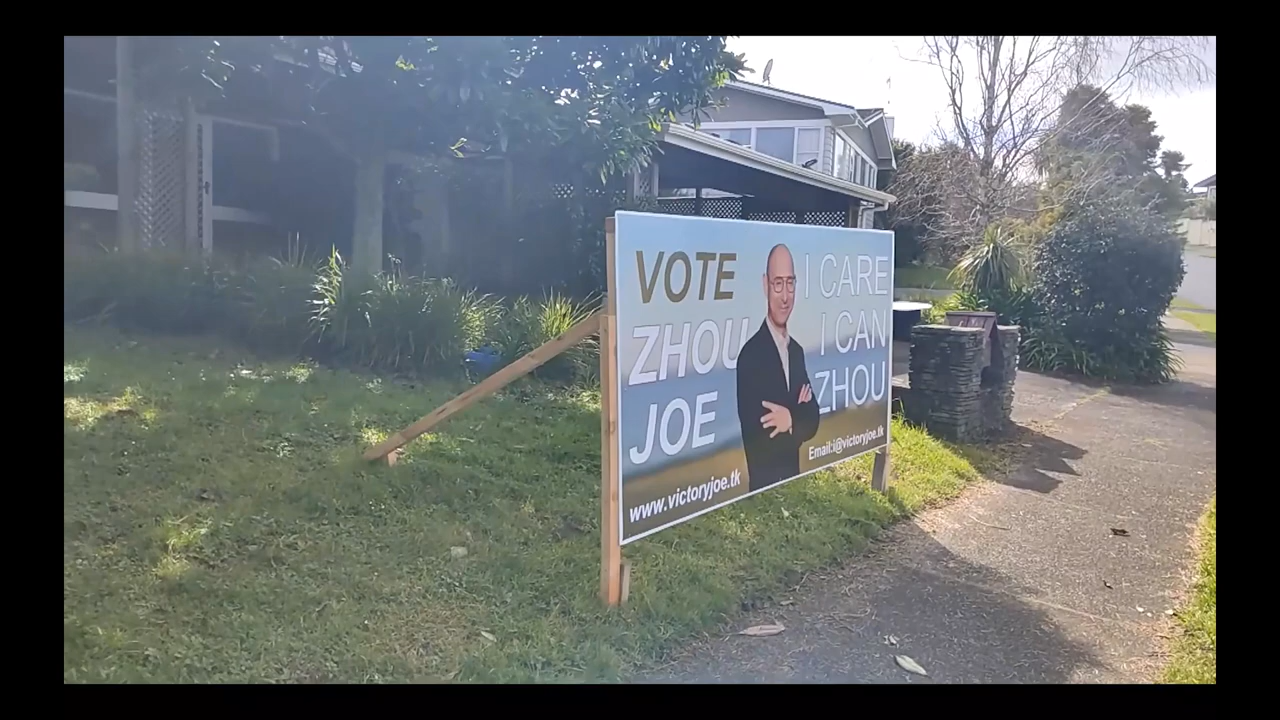 VOTE
ZHOU
JOE
www.victoryjoe.tk
I CARE
I CAN
ZHOU
Email:i@victoryjoe.tk